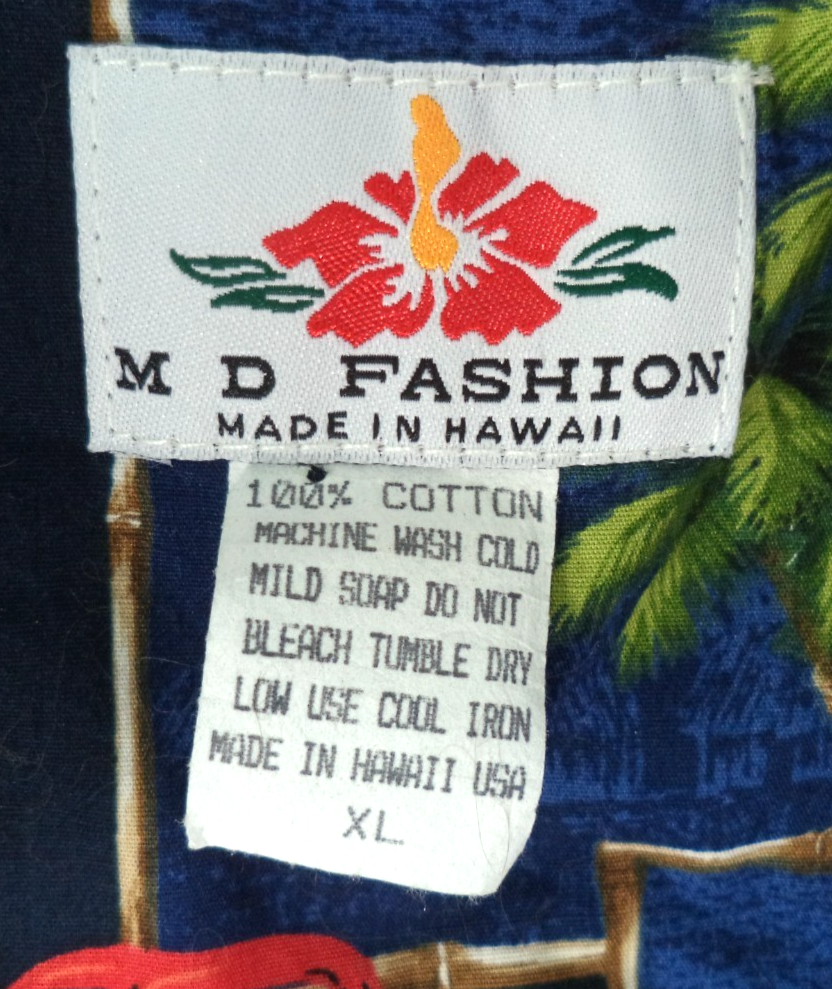 M D FASHION
MADE IN HAWAII
100% COTTON
MACHINE WASH COLD
MILD SOAP DO NOT
BLEACH TUMBLE DRY
LOW USE COOL IRON
MADE IN HAWAII USA
XL